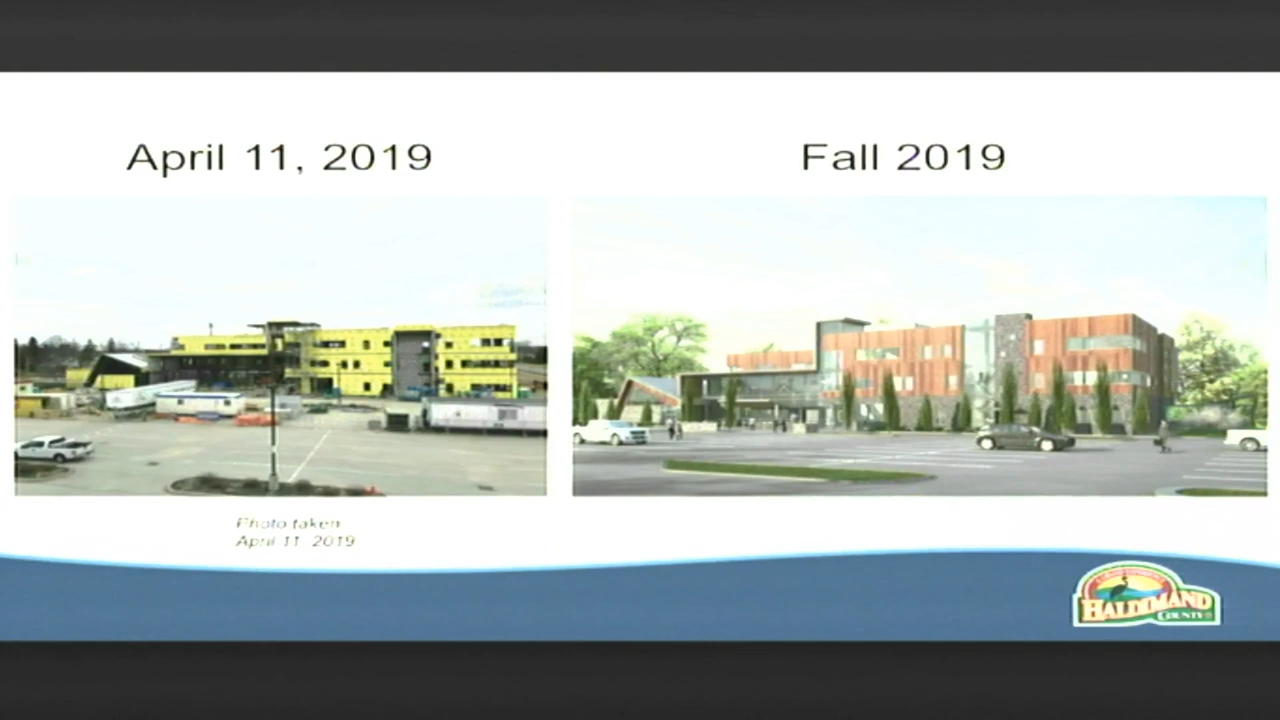 April 11, 2019
Fall 2019
Photo taken
April 11, 2019
HALDIMAND
COUNTY